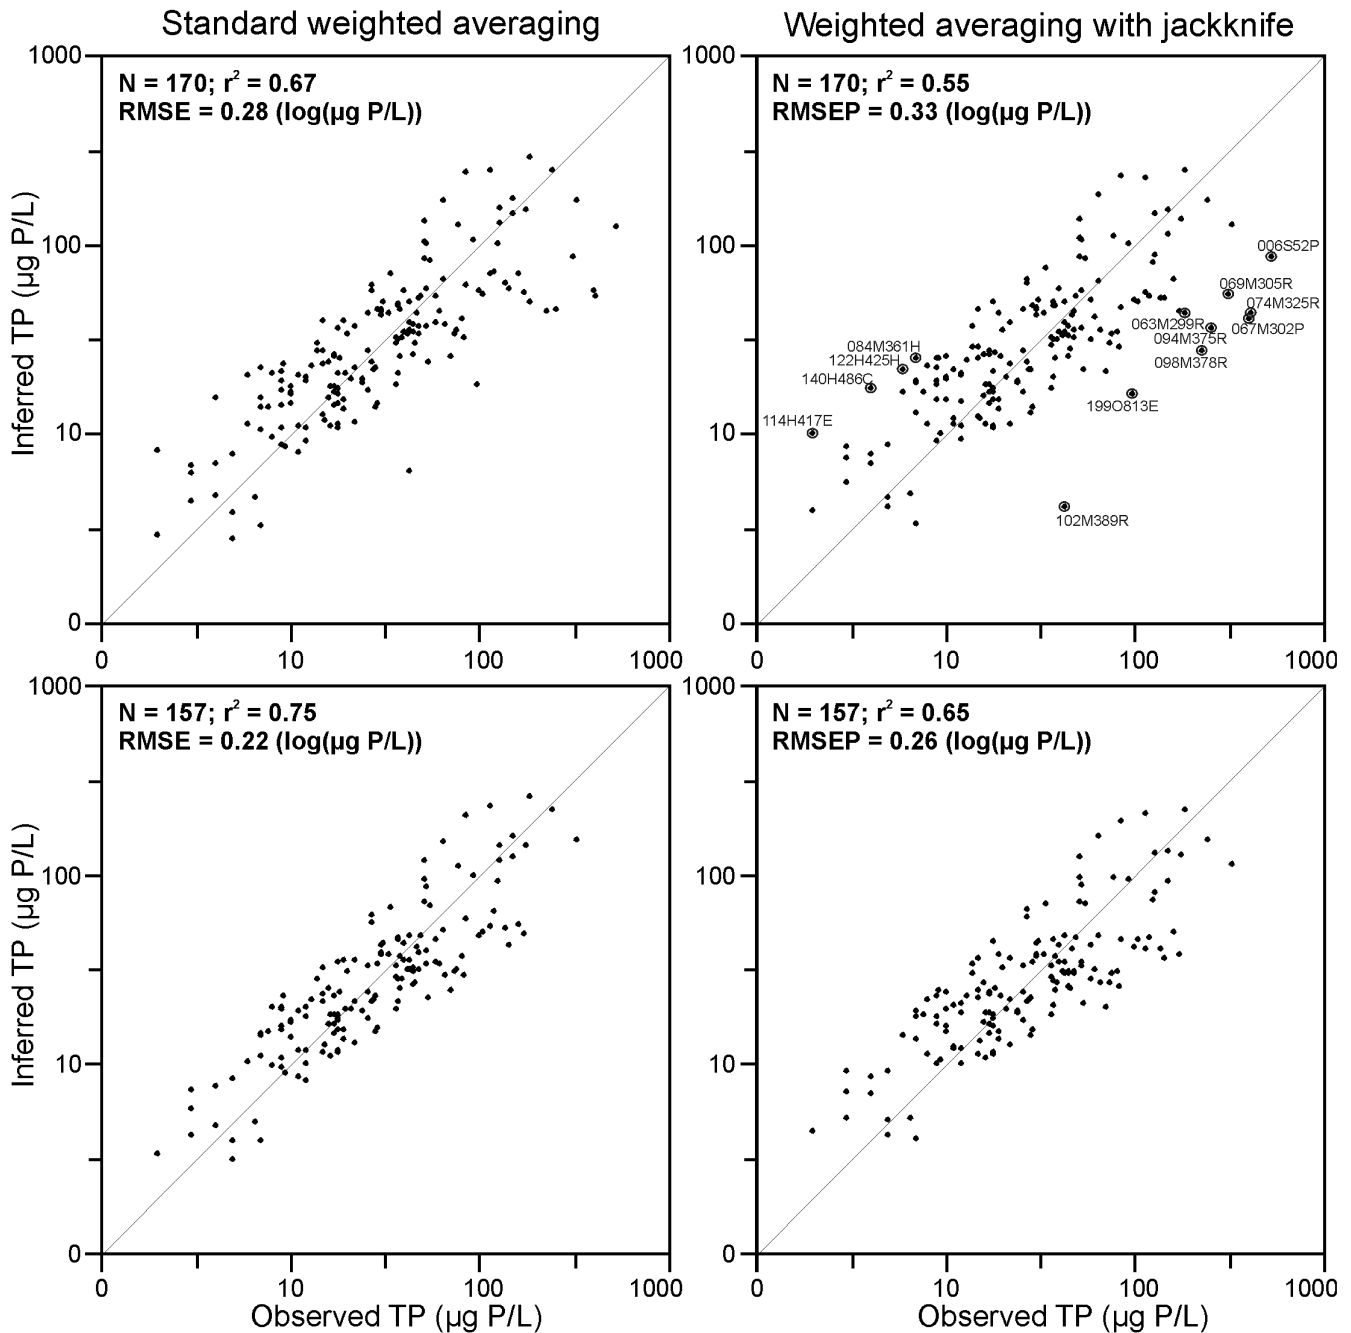 Standard weighted averaging
Weighted averaging with jackknife
1000
N = 170; r² = 0.67
RMSE = 0.28 (log(µg P/L))
100
10
0
Inferred TP (µg P/L)
0
10
100
1000
1000
N = 170; r² = 0.55
RMSEP = 0.33 (log(µg P/L))
100
10
0
006S52P
069M305R
074M325R
063M299R
067M302P
094M375R
084M361H
122H425H
098M378R
140H486C
199O813E
114H417E
102M389R
0
10
100
1000
1000
N = 157; r² = 0.75
RMSE = 0.22 (log(µg P/L))
100
10
0
Inferred TP (µg P/L)
0
10
100
1000
Observed TP (µg P/L)
1000
N = 157; r² = 0.65
RMSEP = 0.26 (log(µg P/L))
100
10
0
0
10
100
1000
Observed TP (µg P/L)